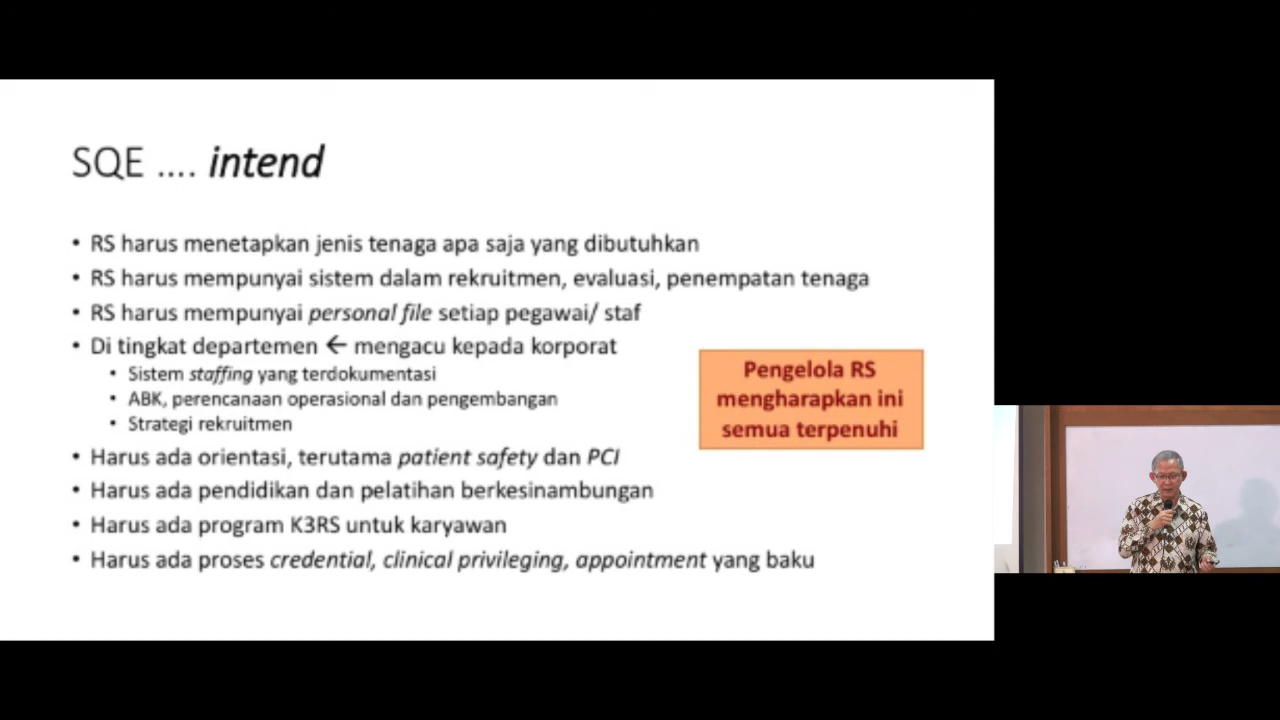 SQE .... intend
• RS harus menetapkan jenis tenaga apa saja yang dibutuhkan
• RS harus mempunyai sistem dalam rekruitmen, evaluasi, penempatan tenaga
• RS harus mempunyai personal file setiap pegawai/ staf
• Di tingkat departemen ← mengacu kepada korporat
• Sistem staffing yang terdokumentasi
• ABK, perencanaan operasional dan pengembangan
• Strategi rekruitmen
Pengelola RS
mengharapkan ini
semua terpenuhi
• Harus ada orientasi, terutama patient safety dan PCI
• Harus ada pendidikan dan pelatihan berkesinambungan
• Harus ada program K3RS untuk karyawan
• Harus ada proses credential, clinical privileging, appointment yang baku